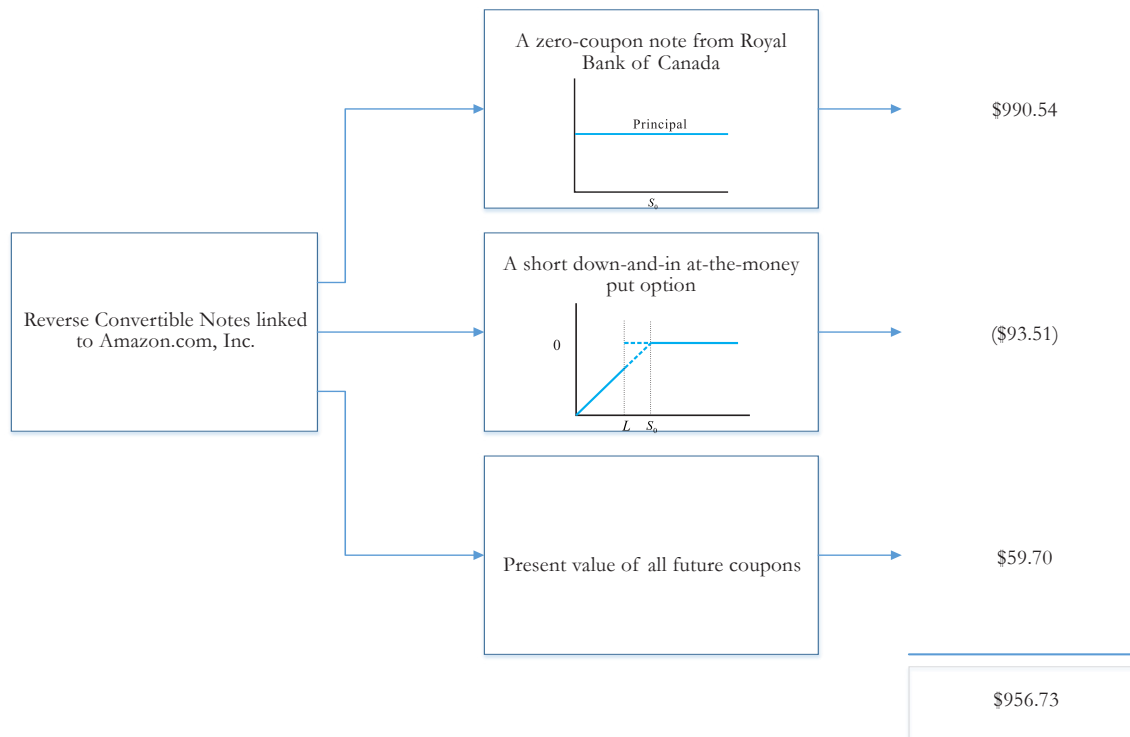 A zero-coupon note from Royal
Bank of Canada
Principal
S₀
$990.54
Reverse Convertible Notes linked
to Amazon.com, Inc.
A short down-and-in at-the-money
put option
0
L S₀
($93.51)
Present value of all future coupons
$59.70
$956.73